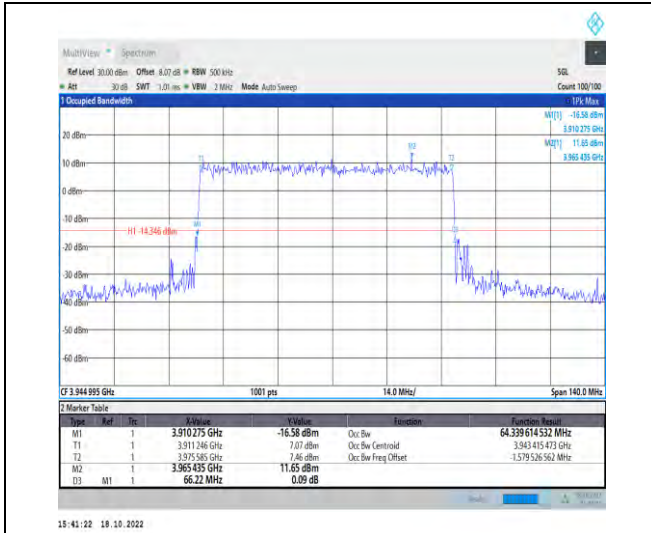 MultiView Spectrum
Ref Level 30.00 dBm Offset 8.07 dB RBW 500 kHz SGL
Att 30 dB SWT 1.01 ms VBW 2 MHz Mode Auto Sweep Count 100/100
1 Occupied Bandwidth 1Pk Max
M1[1] -16.58 dBm
3.910 275 GHz
M2[1] 11.65 dBm
3.965 435 GHz
20 dBm
M2
T1 T2
10 dBm
0 dBm
-10 dBm
M1
H1 -14.346 dBm
D3
-20 dBm
-30 dBm
-40 dBm
-50 dBm
-60 dBm
CF 3.944 995 GHz 1001 pts 14.0 MHz/ Span 140.0 MHz
2 Marker Table
Type Ref Trc X-Value Y-Value Function Function Result
M1 1 3.910 275 GHz -16.58 dBm Occ Bw 64.339 614 532 MHz
T1 1 3.911 246 GHz 7.07 dBm Occ Bw Centroid 3.943 415 473 GHz
T2 1 3.975 585 GHz 7.46 dBm Occ Bw Freq Offset -1.579 526 562 MHz
M2 1 3.965 435 GHz 11.65 dBm
D3 M1 1 66.22 MHz 0.09 dB
15:41:22 18.10.2022